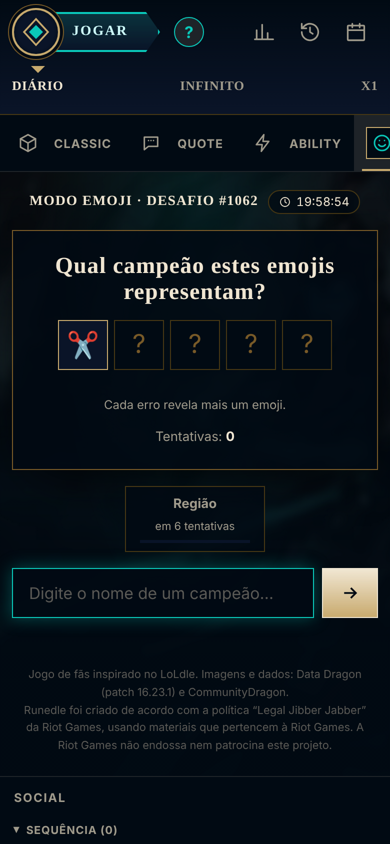 JOGAR
?
DIÁRIO
INFINITO
X1
CLASSIC
QUOTE
ABILITY
MODO EMOJI · DESAFIO #1062
19:58:54
Qual campeão estes emojis
representam?
? ? ? ?
Cada erro revela mais um emoji.
Tentativas: 0
Região
em 6 tentativas
Digite o nome de um campeão...
Jogo de fãs inspirado no LoLdle. Imagens e dados: Data Dragon
(patch 16.23.1) e CommunityDragon.
Runedle foi criado de acordo com a política “Legal Jibber Jabber”
da Riot Games, usando materiais que pertencem à Riot Games. A
Riot Games não endossa nem patrocina este projeto.
SOCIAL
▼ SEQUÊNCIA (0)